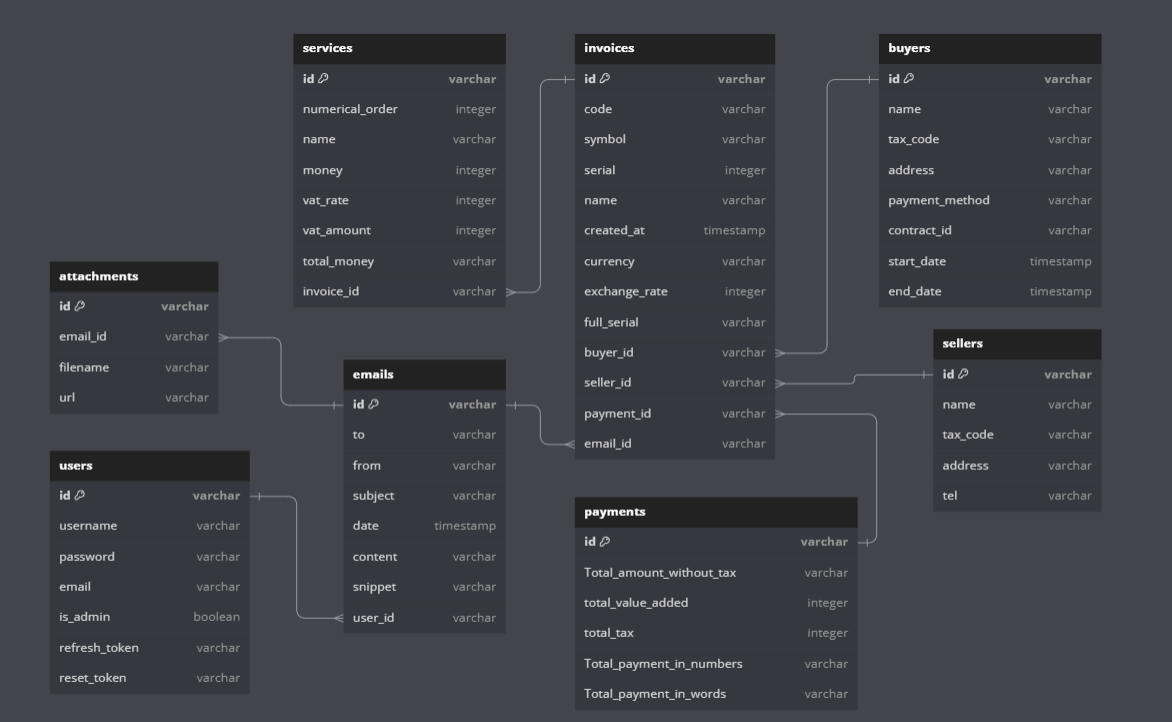 services
id varchar
numerical_order integer
name varchar
money integer
vat_rate integer
vat_amount integer
total_money varchar
invoice_id varchar
invoices
id varchar
code varchar
symbol varchar
serial integer
name varchar
created_at timestamp
currency varchar
exchange_rate integer
full_serial varchar
buyer_id varchar
seller_id varchar
payment_id varchar
email_id varchar
buyers
id varchar
name varchar
tax_code varchar
address varchar
payment_method varchar
contract_id varchar
start_date timestamp
end_date timestamp
attachments
id varchar
email_id varchar
filename varchar
url varchar
emails
id varchar
to varchar
from varchar
subject varchar
date timestamp
content varchar
snippet varchar
user_id varchar
sellers
id varchar
name varchar
tax_code varchar
address varchar
tel varchar
users
id varchar
username varchar
password varchar
email varchar
is_admin boolean
refresh_token varchar
reset_token varchar
payments
id varchar
Total_amount_without_tax varchar
total_value_added integer
total_tax integer
Total_payment_in_numbers varchar
Total_payment_in_words varchar